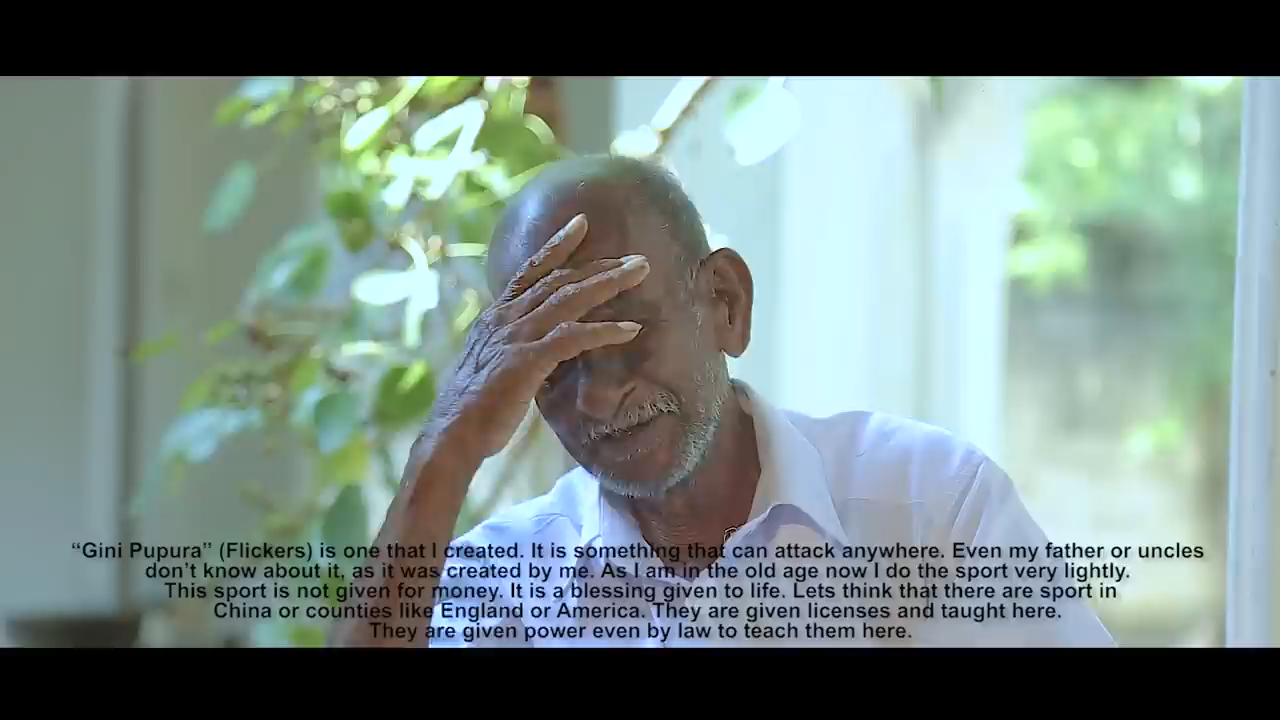 “Gini Pupura” (Flickers) is one that I created. It is something that can attack anywhere. Even my father or uncles
don’t know about it, as it was created by me. As I am in the old age now I do the sport very lightly.
This sport is not given for money. It is a blessing given to life. Lets think that there are sport in
China or counties like England or America. They are given licenses and taught here.
They are given power even by law to teach them here.